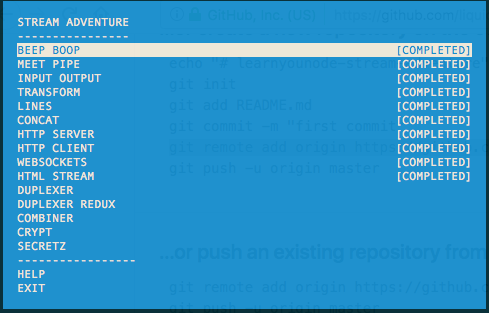 STREAM ADVENTURE
----------------
BEEP BOOP [COMPLETED]
MEET PIPE [COMPLETED]
INPUT OUTPUT [COMPLETED]
TRANSFORM [COMPLETED]
LINES [COMPLETED]
CONCAT [COMPLETED]
HTTP SERVER [COMPLETED]
HTTP CLIENT [COMPLETED]
WEBSOCKETS [COMPLETED]
HTML STREAM [COMPLETED]
DUPLEXER
DUPLEXER REDUX
COMBINER
CRYPT
SECRETZ
-----------------
HELP
EXIT
GitHub, Inc. (US)
https://github.com
echo "# learnyounode-stream
git init
git add README.md
git commit -m "first commit
git remote add origin https
git push -u origin master
...or push an existing repository from
git remote add origin https://github.c
git push -u origin master